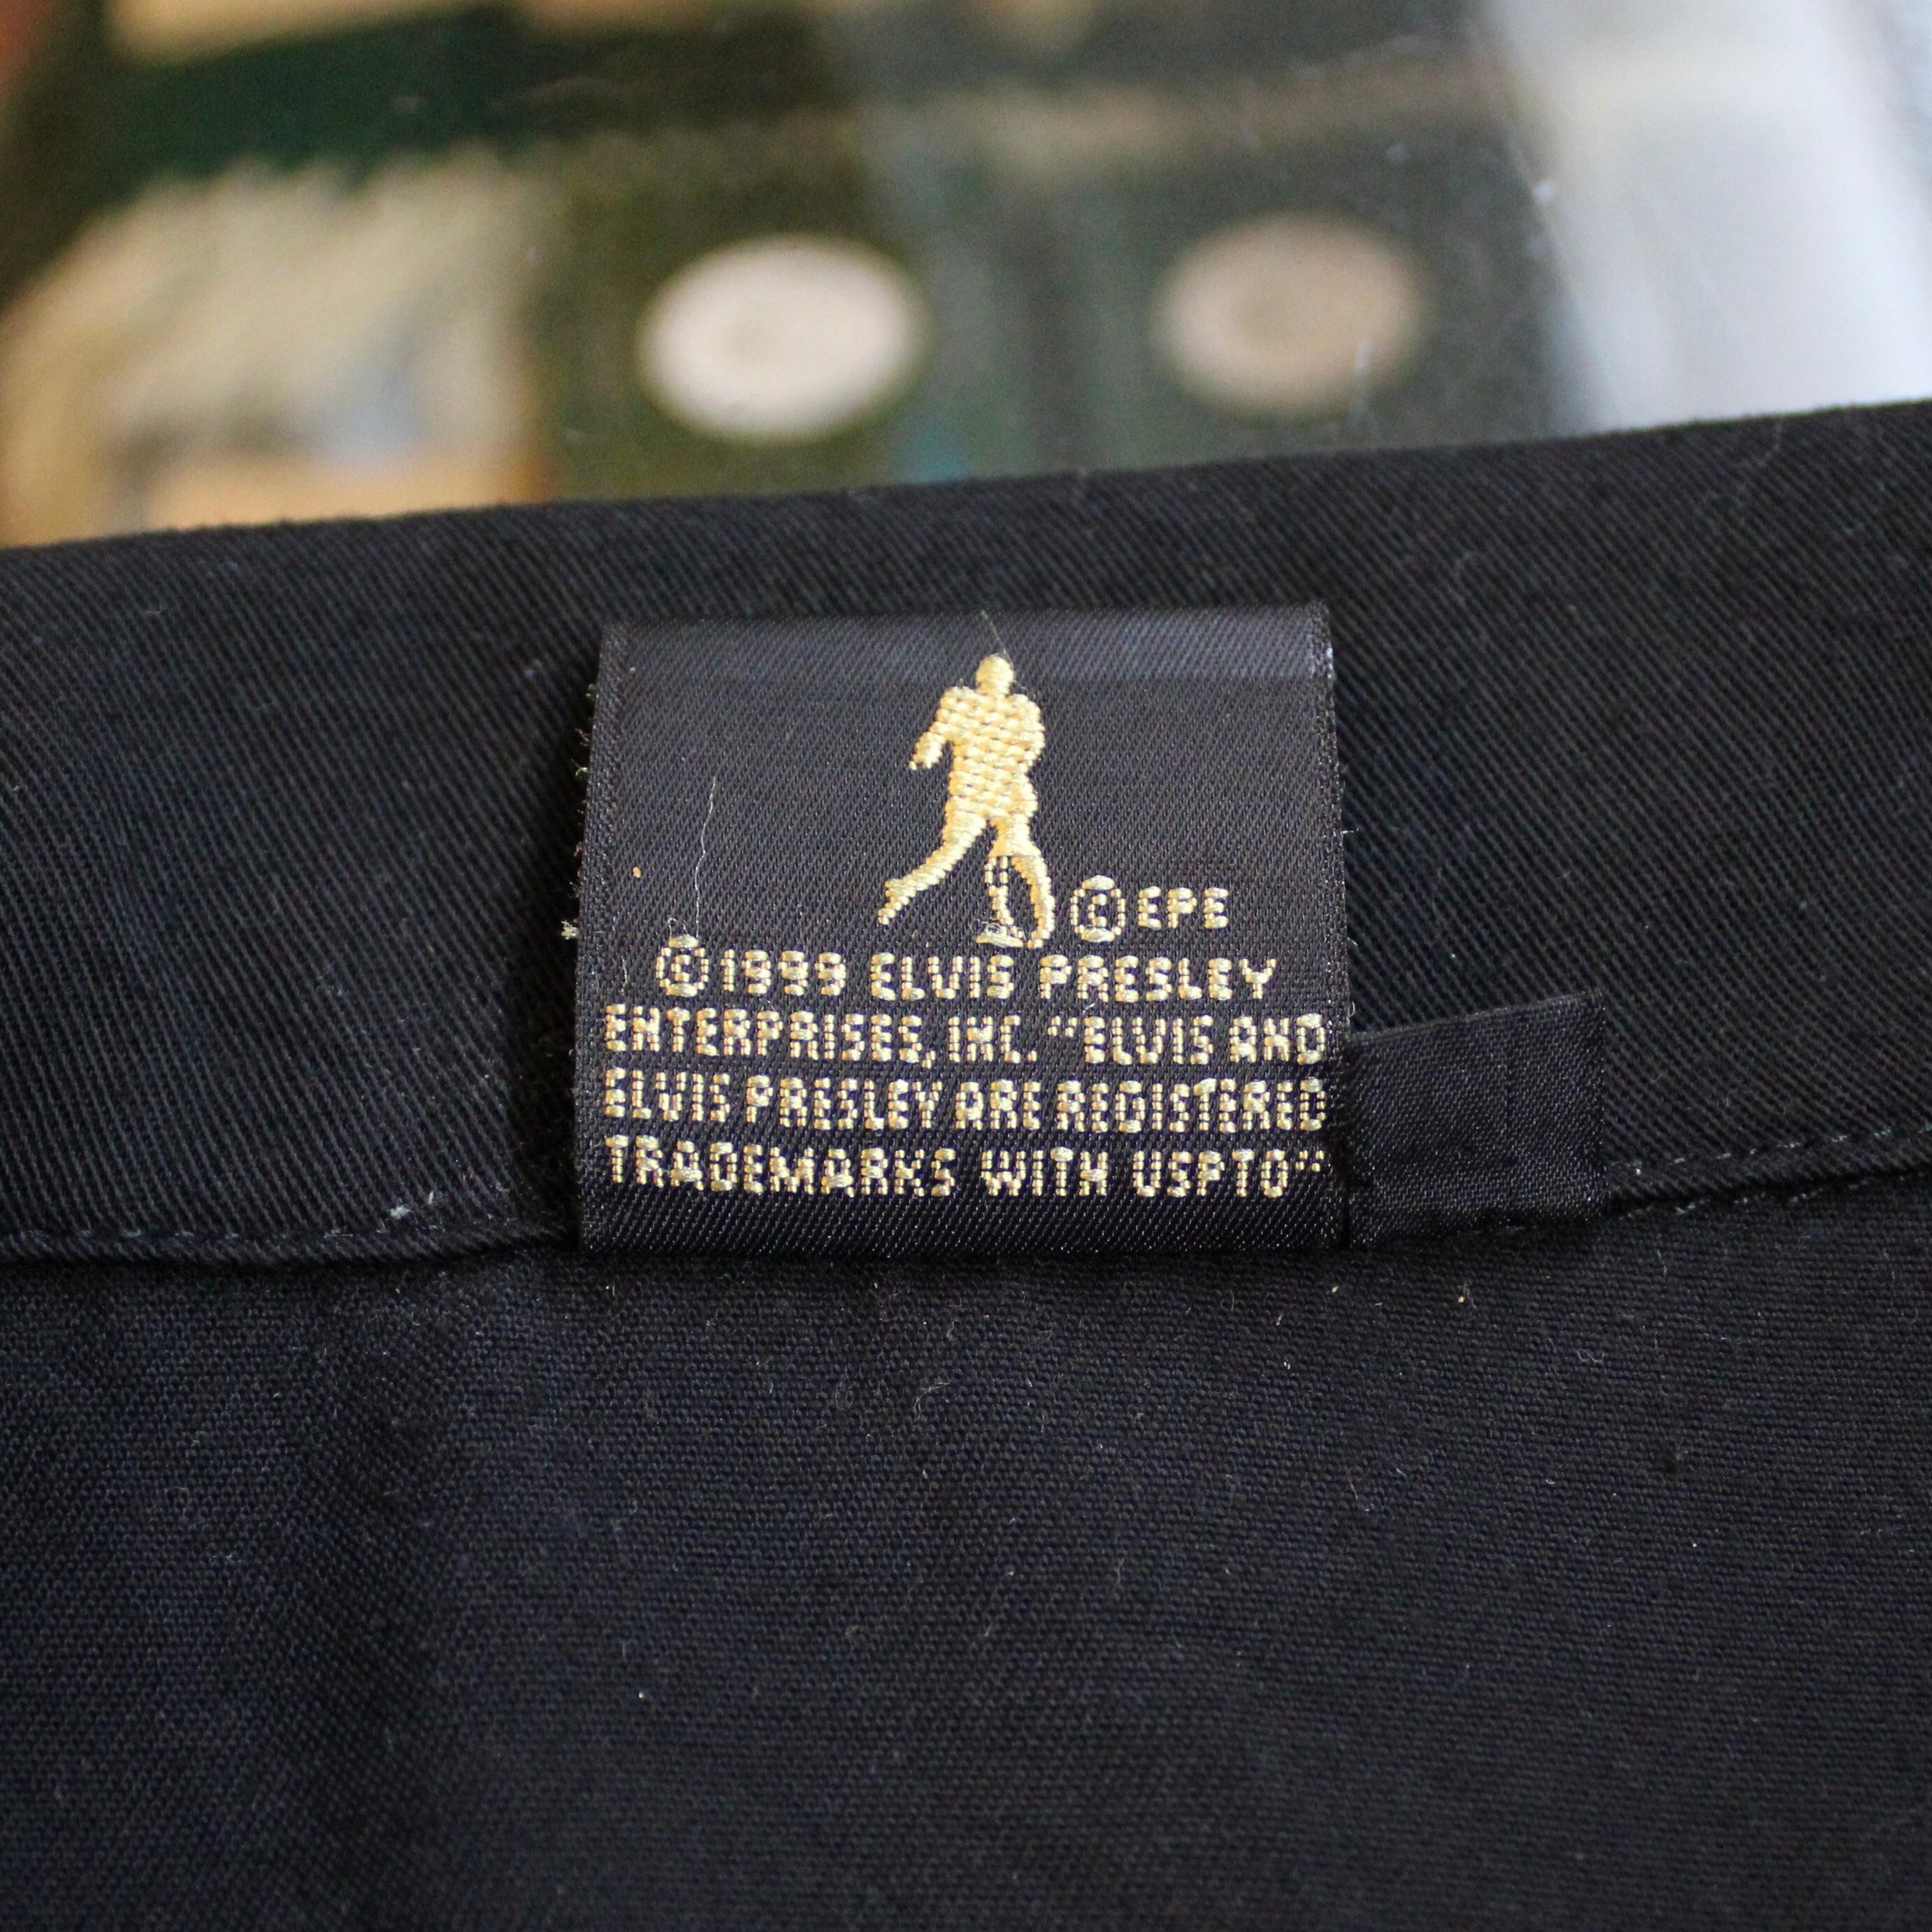 ©EPE
©1999 ELVIS PRESLEY
ENTERPRISES, INC. "ELVIS AND
ELVIS PRESLEY ARE REGISTERED
TRADEMARKS WITH USPTO"